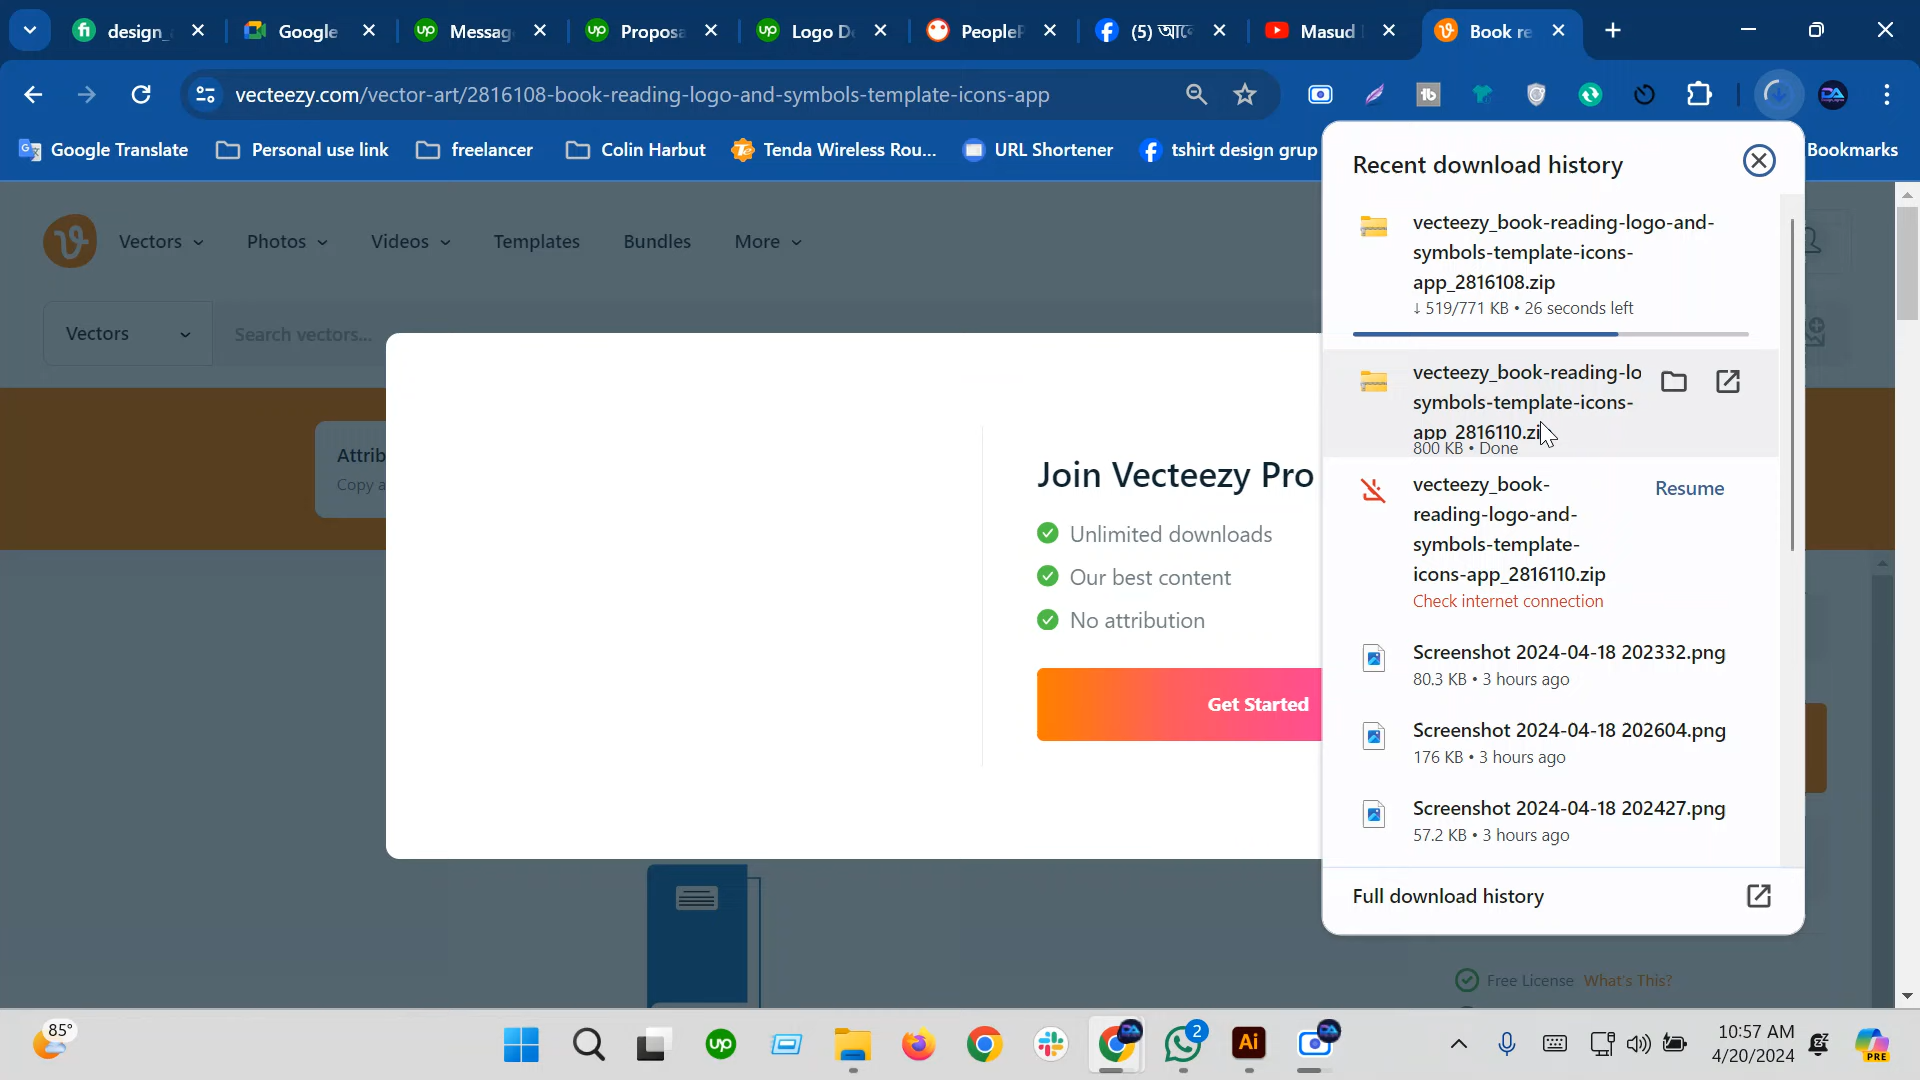 design_
Google
Messag
Proposa
Logo De
PeopleP
(5)
Masud
Book re
vecteezy.com/vector-art/2816108-book-reading-logo-and-symbols-template-icons-app
Google Translate
Personal use link
freelancer
Colin Harbut
Tenda Wireless Rou...
URL Shortener
tshirt design grup
Bookmarks
Vectors
Photos
Videos
Templates
Bundles
More
Vectors
Search vectors...
Attrib
Copy a
Join Vecteezy Pro
Unlimited downloads
Our best content
No attribution
Get Started
Recent download history
vecteezy_book-reading-logo-and-
symbols-template-icons-
app_2816108.zip
↓ 519/771 KB • 26 seconds left
vecteezy_book-reading-lo
symbols-template-icons-
app_2816110.zi
800 KB • Done
vecteezy_book-
reading-logo-and-
symbols-template-
icons-app_2816110.zip
Check internet connection
Resume
Screenshot 2024-04-18 202332.png
80.3 KB • 3 hours ago
Screenshot 2024-04-18 202604.png
176 KB • 3 hours ago
Screenshot 2024-04-18 202427.png
57.2 KB • 3 hours ago
Full download history
Free License What's This?
85°
up
2
Ai
10:57 AM
4/20/2024
PRE